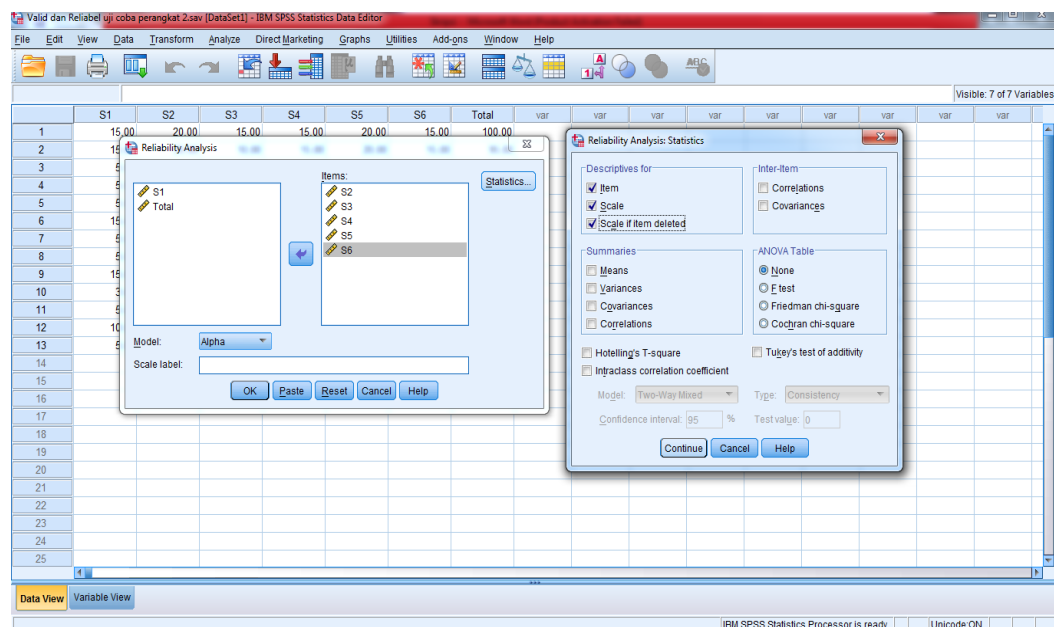 Valid dan Reliabel uji coba perangkat 2.sav [DataSet1] - IBM SPSS Statistics Data Editor
File Edit View Data Transform Analyze Direct Marketing Graphs Utilities Add-ons Window Help
Visible: 7 of 7 Variables
S1 S2 S3 S4 S5 S6 Total var var var var var var var var
1 15.00 20.00 15.00 15.00 20.00 15.00 100.00
2
3
4
5
6
7
8
9
10
11
12
13
14
15
16
17
18
19
20
21
22
23
24
25
Reliability Analysis
S1
Total
Items:
S2
S3
S4
S5
S6
Statistics...
Model: Alpha
Scale label:
OK Paste Reset Cancel Help
Reliability Analysis: Statistics
Descriptives for
Item
Scale
Scale if item deleted
Inter-Item
Correlations
Covariances
Summaries
Means
Variances
Covariances
Correlations
ANOVA Table
None
F test
Friedman chi-square
Cochran chi-square
Hotelling's T-square
Tukey's test of additivity
Intraclass correlation coefficient
Model: Two-Way Mixed Type: Consistency
Confidence interval: 95 % Test value: 0
Continue Cancel Help
Data View Variable View
IBM SPSS Statistics Processor is ready Unicode:ON